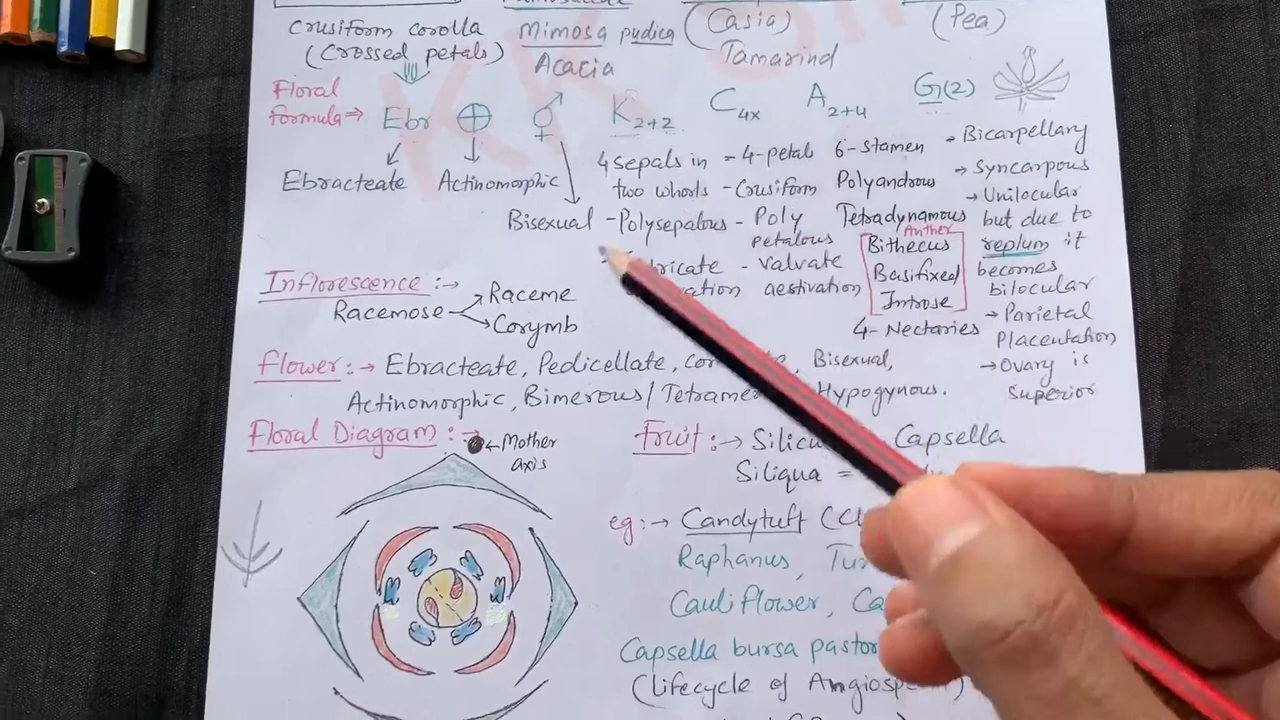 Crusiform corolla
(Crossed petals)
Mimosa pudica
Acacia
(Casia)
Tamarind
(Pea)
Floral
formula ⇒ Ebr ⊕ ⚥ K2+2 C4x A2+4 G(2)
Ebracteate Actinomorphic
Bisexual
4 sepals in
two whorls
- Polysepalous
= 4-petal
- Crusiform
- Poly
petalous
- valvate
aestivation
6-stamen
Polyandrous
Tetradynamous
Anther
Bithecus
Basifixed
Introse
4-Nectaries
→ Bicarpellary
→ Syncarpous
→ Unilocular
but due to
replum it
becomes
bilocular
→ Parietal
Placentation
→ Ovary is
superior
Inflorescence :→
Racemose
Raceme
Corymb
Flower :→ Ebracteate, Pedicellate, Bisexual,
Actinomorphic, Bimerous/ Hypogynous.
Floral Diagram :→
← Mother
axis
Fruit :→ Capsella
Siliqua =
eg :→ Candytuft
Raphanus,
Cauliflower,
Capsella bursa
(Lifecycle of